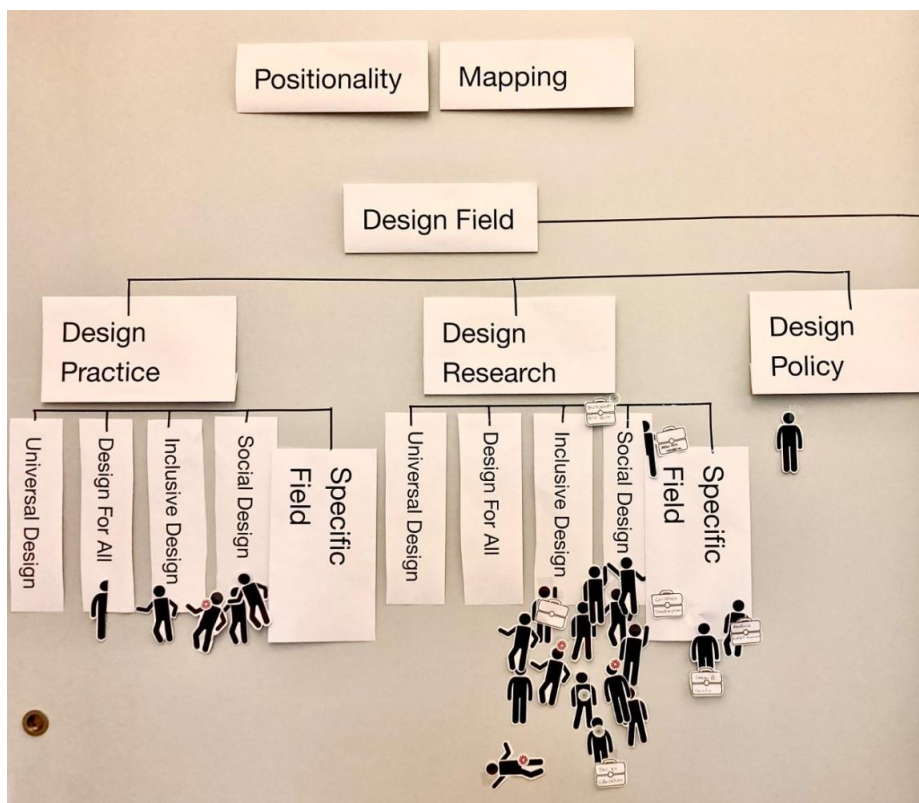 Positionality
Mapping
Design Field
Design
Practice
Design
Research
Design
Policy
Universal Design
Design For All
Inclusive Design
Social Design
Specific
Field
Universal Design
Design For All
Inclusive Design
Social Design
Specific
Field